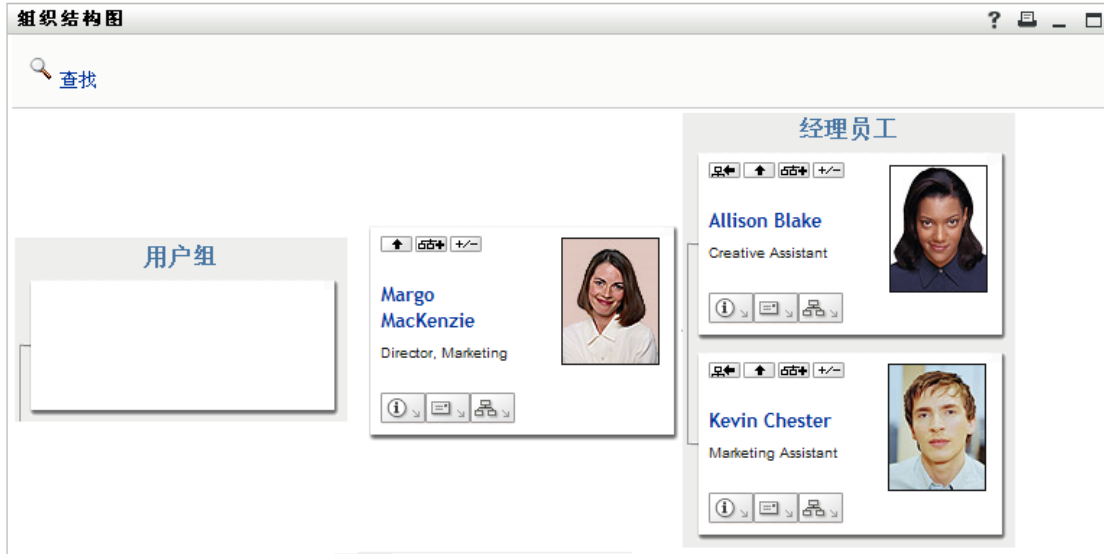 组织结构图
查找
用户组
Margo
MacKenzie
Director, Marketing
经理员工
Allison Blake
Creative Assistant
Kevin Chester
Marketing Assistant